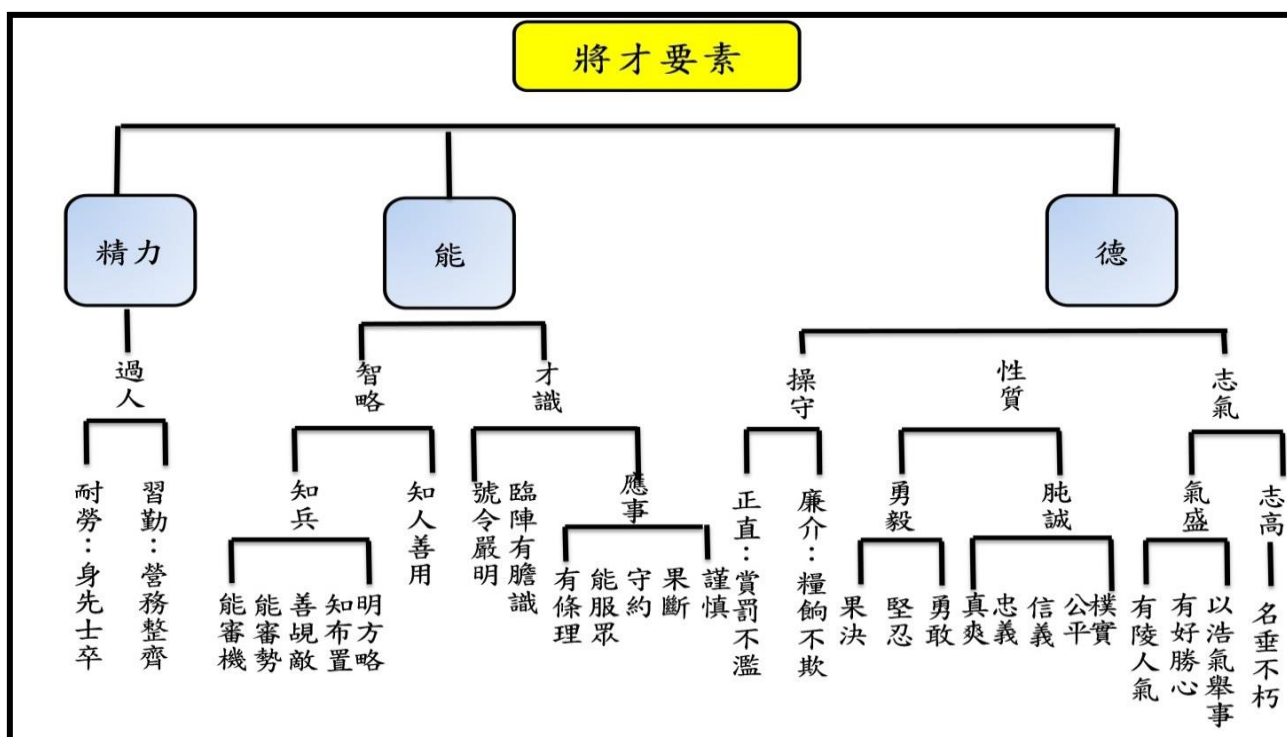 將才要素
精力
能
德
過人
智略
才識
操守
性質
志氣
耐勞：身先士卒
習勤：營務整齊
知兵
知人善用
號令嚴明
臨陣有膽識
應事
正直：賞罰不濫
廉介：糧餉不欺
勇毅
肫誠
氣盛
志高
能審機
能審勢
善覘敵
知布置
明方略
有條理
能服眾
守約
果斷
謹慎
果決
堅忍
勇敢
真爽
忠義
信義
公平
樸實
有陵人氣
有好勝心
以浩氣舉事
名垂不朽